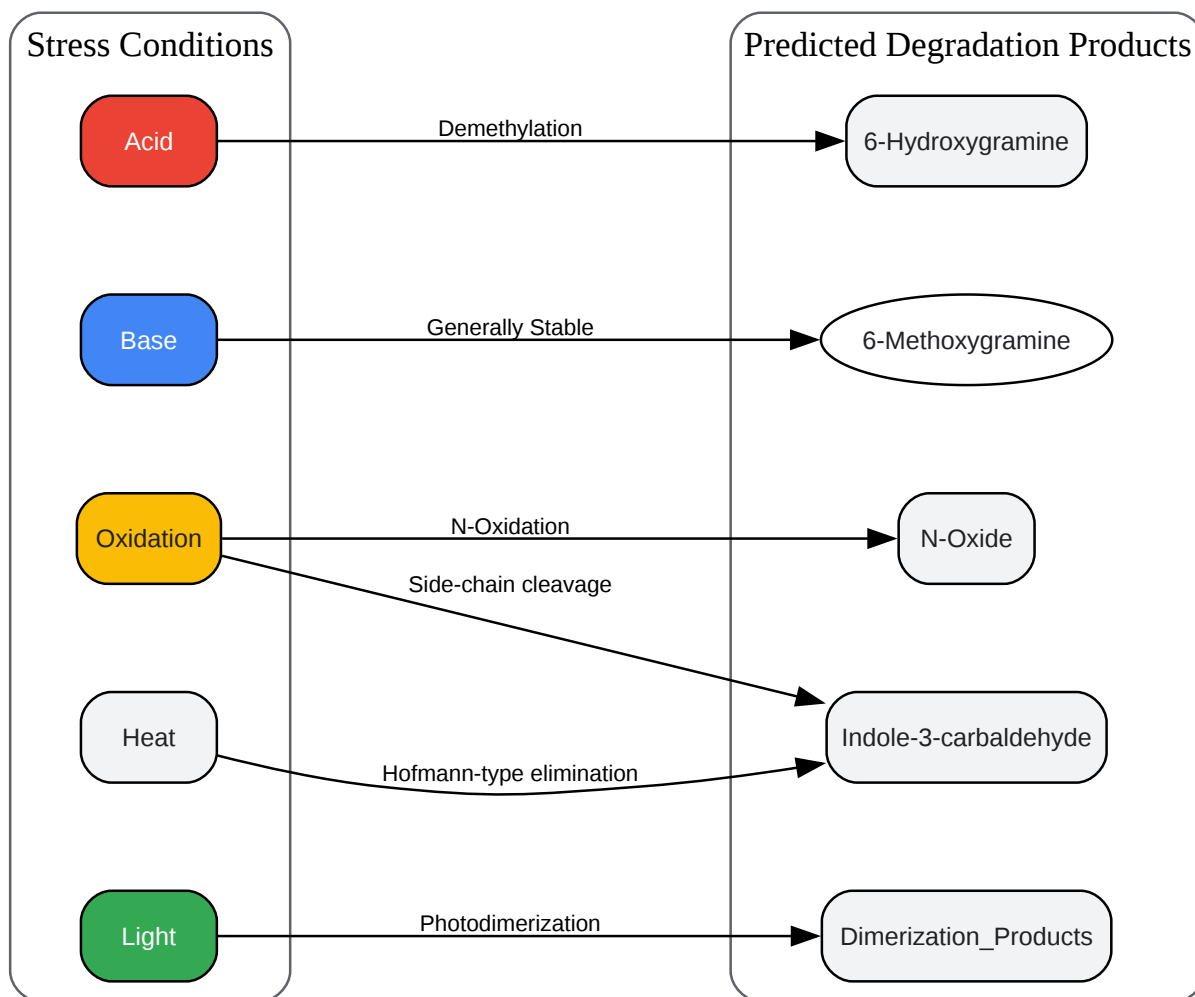 Stress Conditions
Predicted Degradation Products
Acid
Demethylation
6-Hydroxygramine
Base
Generally Stable
6-Methoxygramine
Oxidation
N-Oxidation
N-Oxide
Side-chain cleavage
Heat
Hofmann-type elimination
Indole-3-carbaldehyde
Light
Photodimerization
Dimerization_Products